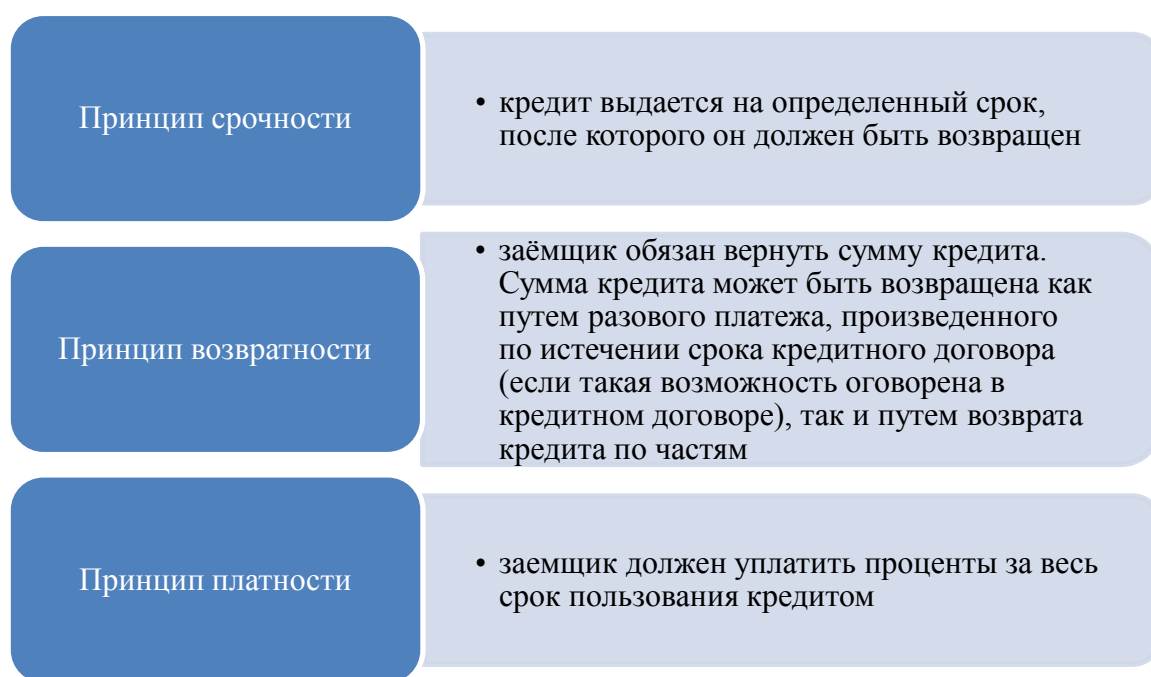 Принцип срочности
• кредит выдается на определенный срок,
после которого он должен быть возвращен
Принцип возвратности
• заёмщик обязан вернуть сумму кредита.
Сумма кредита может быть возвращена как
путем разового платежа, произведенного
по истечении срока кредитного договора
(если такая возможность оговорена в
кредитном договоре), так и путем возврата
кредита по частям
Принцип платности
• заемщик должен уплатить проценты за весь
срок пользования кредитом